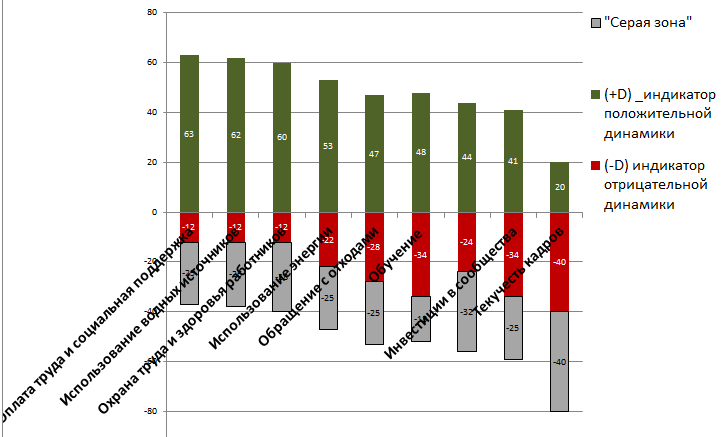 80
60
40
20
0
-80
63
62
60
53
47
48
44
41
20
-12
-12
-12
-22
-28
-34
-24
-34
-40
-25
-25
-32
-25
-40
Оплата труда и социальная поддержка
Использование водных источников
Охрана труда и здоровья работников
Использование энергии
Обращение с отходами
Обучение
Инвестиции в сообщества
Текучесть кадров
"Серая зона"
(+D) _индикатор
положительной
динамики
(-D) индикатор
отрицательной
динамики